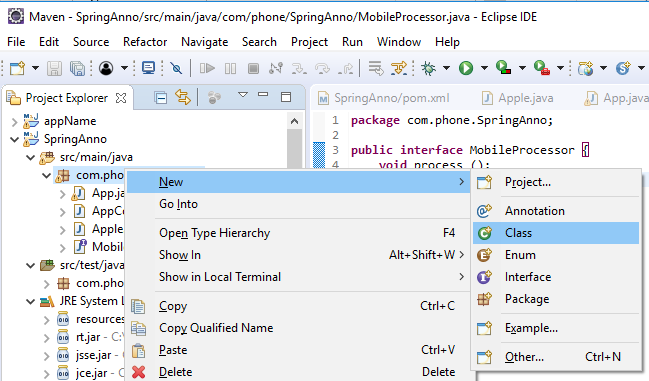 Maven - SpringAnno/src/main/java/com/phone/SpringAnno/MobileProcessor.java - Eclipse IDE
File Edit Source Refactor Navigate Search Project Run Window Help
Project Explorer
SpringAnno/pom.xml Apple.java App.java
appName
SpringAnno
src/main/java
com.pho
App.ja
AppCo
Apple
Mobil
src/test/java
com.pho
JRE System L
resources
rt.jar - C:\
jsse.jar -
jce.jar -
1 package com.phone.SpringAnno;
2
3 public interface MobileProcessor {
4 void process ();
New
Go Into
Open Type Hierarchy F4
Show In Alt+Shift+W
Show in Local Terminal
Copy Ctrl+C
Copy Qualified Name
Paste Ctrl+V
Delete Delete
Project...
Annotation
Class
Enum
Interface
Package
Example...
Other... Ctrl+N